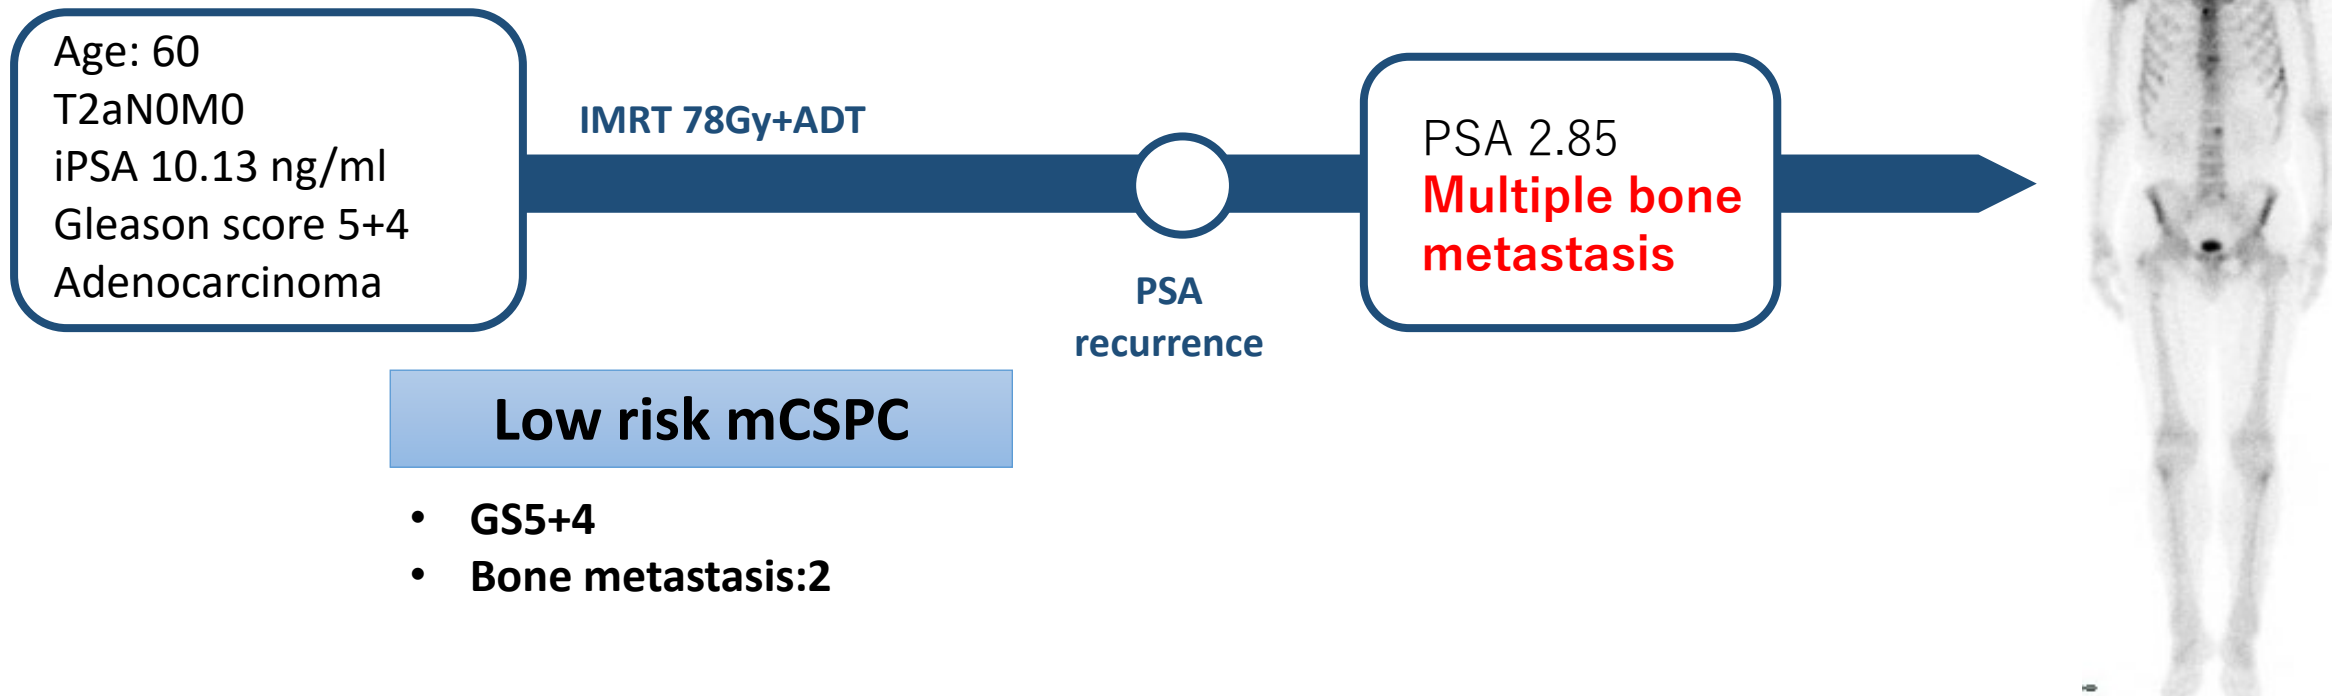 Age: 60
T2aN0M0
iPSA 10.13 ng/ml
Gleason score 5+4
Adenocarcinoma
IMRT 78Gy+ADT
PSA
recurrence
PSA 2.85
Multiple bone
metastasis
Low risk mCSPC
• GS5+4
• Bone metastasis:2